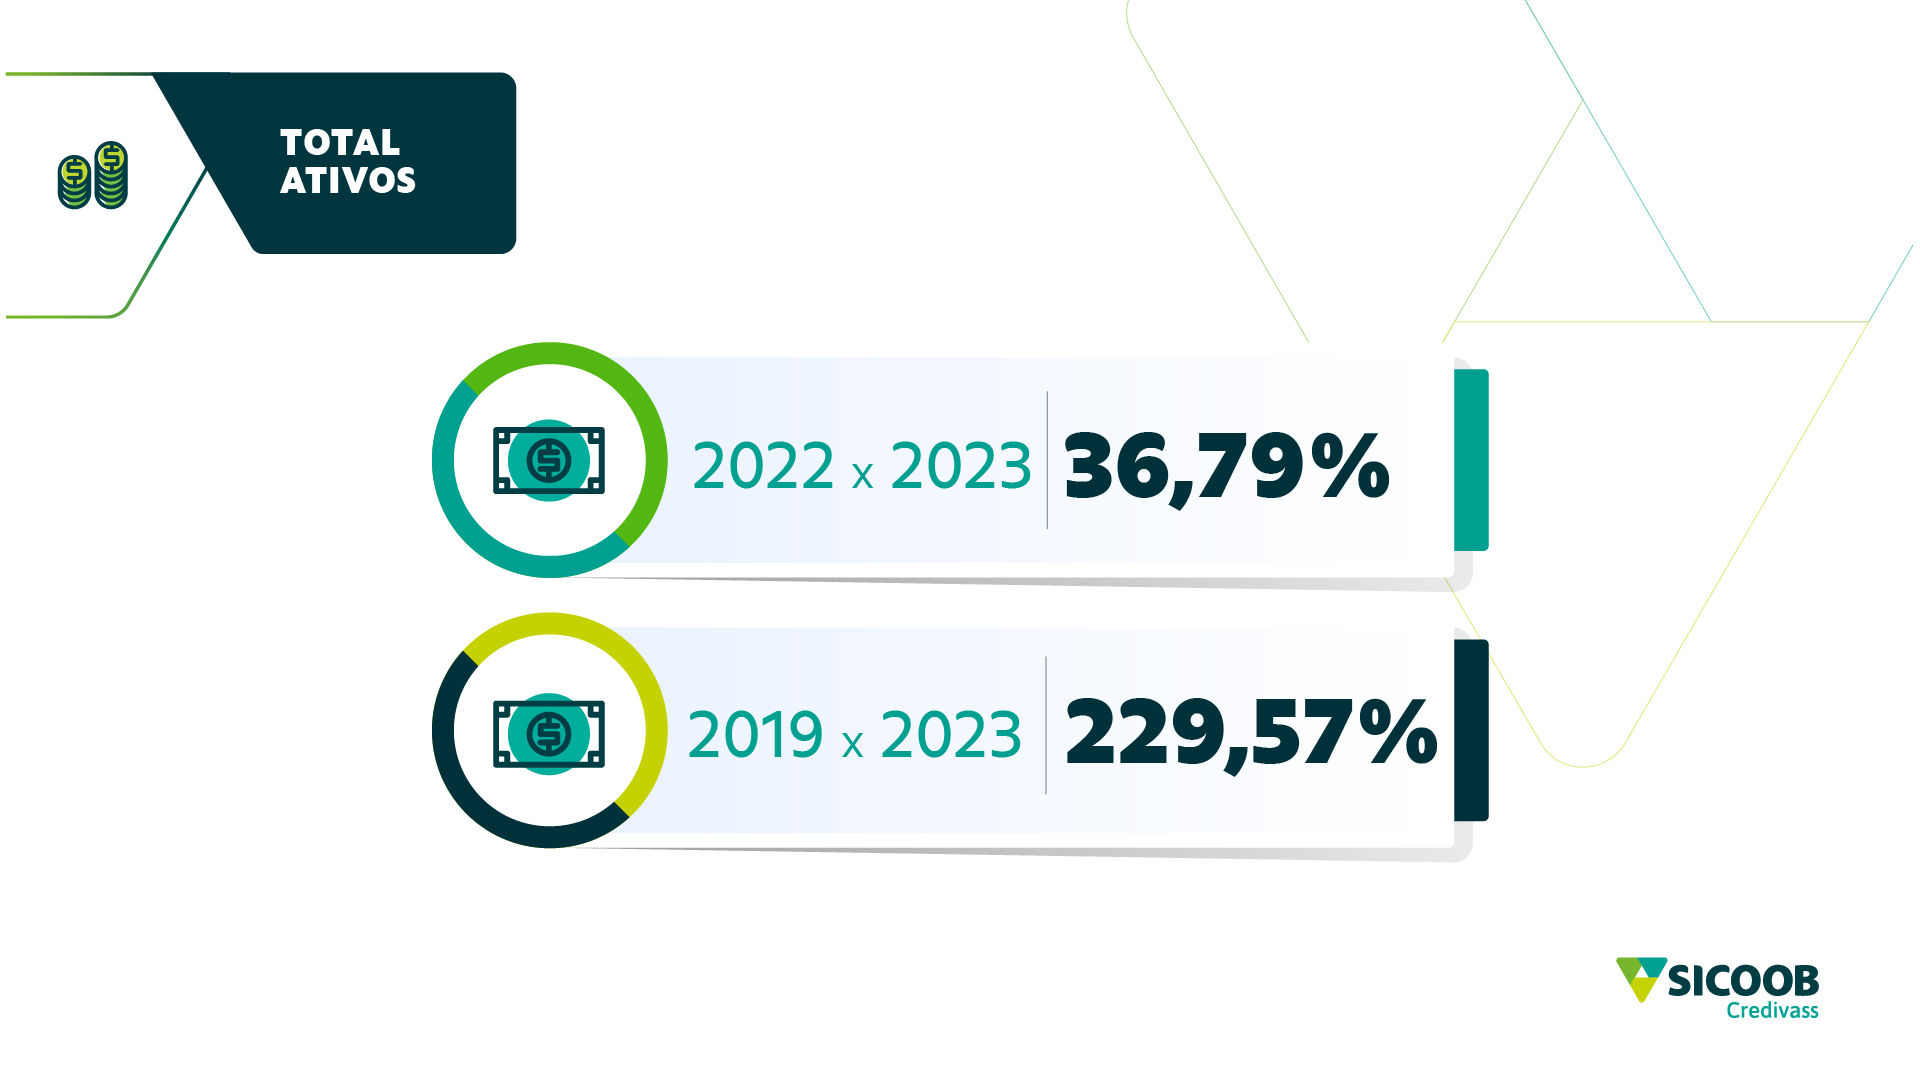 TOTAL
ATIVOS
2022 x 2023 36,79%
2019 x 2023 229,57%
SICOOB
Credivass